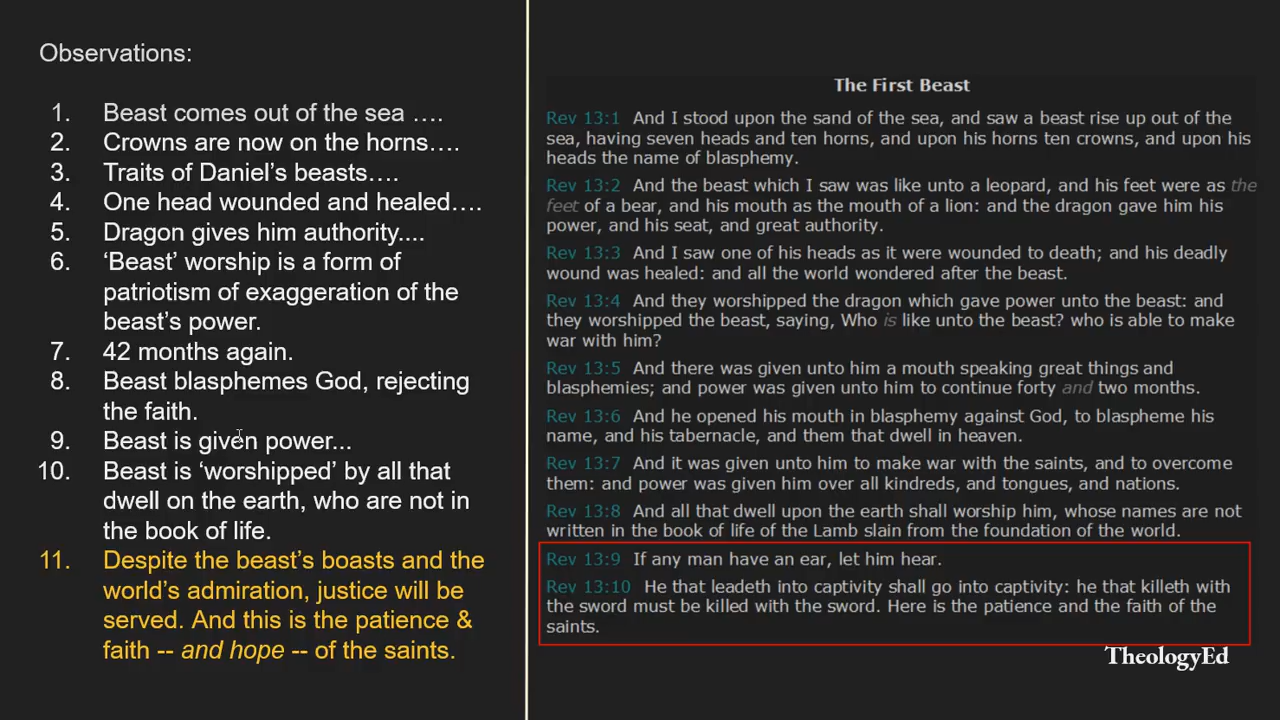 Observations:
1. Beast comes out of the sea ….
2. Crowns are now on the horns….
3. Traits of Daniel’s beasts….
4. One head wounded and healed….
5. Dragon gives him authority....
6. ‘Beast’ worship is a form of
patriotism of exaggeration of the
beast’s power.
7. 42 months again.
8. Beast blasphemes God, rejecting
the faith.
9. Beast is given power...
10. Beast is ‘worshipped’ by all that
dwell on the earth, who are not in
the book of life.
11. Despite the beast’s boasts and the
world’s admiration, justice will be
served. And this is the patience &
faith -- and hope -- of the saints.
The First Beast
Rev 13:1 And I stood upon the sand of the sea, and saw a beast rise up out of the
sea, having seven heads and ten horns, and upon his horns ten crowns, and upon his
heads the name of blasphemy.
Rev 13:2 And the beast which I saw was like unto a leopard, and his feet were as the
feet of a bear, and his mouth as the mouth of a lion: and the dragon gave him his
power, and his seat, and great authority.
Rev 13:3 And I saw one of his heads as it were wounded to death; and his deadly
wound was healed: and all the world wondered after the beast.
Rev 13:4 And they worshipped the dragon which gave power unto the beast: and
they worshipped the beast, saying, Who is like unto the beast? who is able to make
war with him?
Rev 13:5 And there was given unto him a mouth speaking great things and
blasphemies; and power was given unto him to continue forty and two months.
Rev 13:6 And he opened his mouth in blasphemy against God, to blaspheme his
name, and his tabernacle, and them that dwell in heaven.
Rev 13:7 And it was given unto him to make war with the saints, and to overcome
them: and power was given him over all kindreds, and tongues, and nations.
Rev 13:8 And all that dwell upon the earth shall worship him, whose names are not
written in the book of life of the Lamb slain from the foundation of the world.
Rev 13:9 If any man have an ear, let him hear.
Rev 13:10 He that leadeth into captivity shall go into captivity: he that killeth with
the sword must be killed with the sword. Here is the patience and the faith of the
saints.
TheologyEd